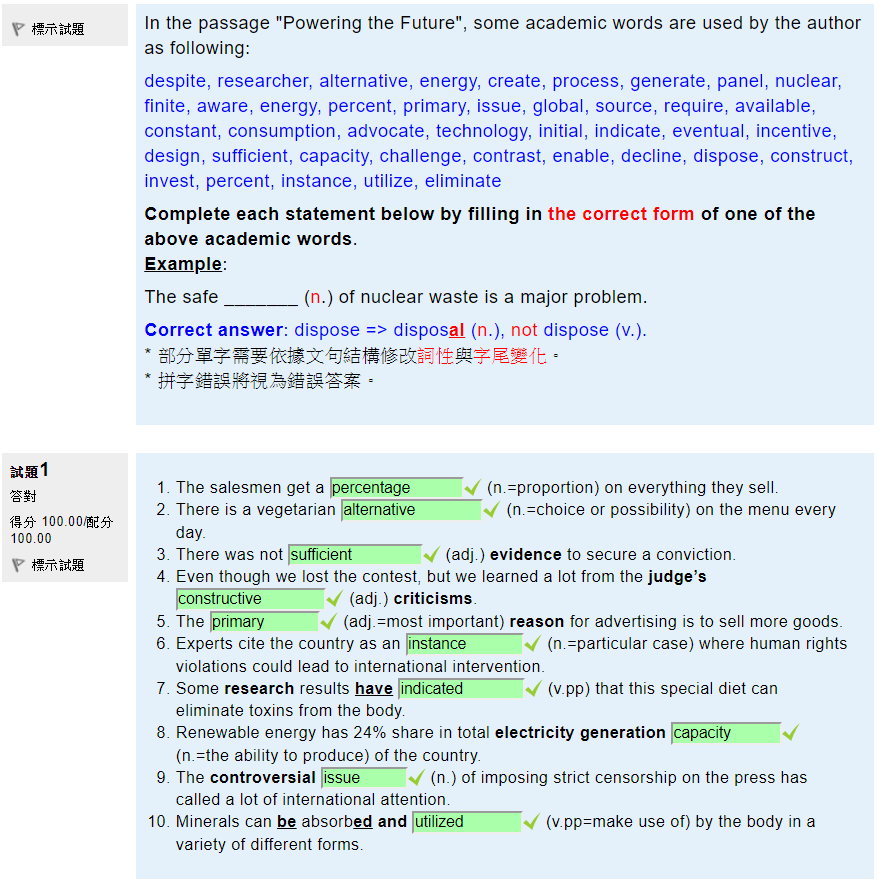 標示試題
In the passage "Powering the Future", some academic words are used by the author
as following:
despite, researcher, alternative, energy, create, process, generate, panel, nuclear,
finite, aware, energy, percent, primary, issue, global, source, require, available,
constant, consumption, advocate, technology, initial, indicate, eventual, incentive,
design, sufficient, capacity, challenge, contrast, enable, decline, dispose, construct,
invest, percent, instance, utilize, eliminate
Complete each statement below by filling in the correct form of one of the
above academic words.
Example:
The safe _______ (n.) of nuclear waste is a major problem.
Correct answer: dispose => disposal (n.), not dispose (v.).
* 部分單字需要依據文句結構修改詞性與字尾變化。
* 拼字錯誤將視為錯誤答案。
試題1
答對
得分 100.00/配分
100.00
標示試題
1. The salesmen get a percentage (n.=proportion) on everything they sell.
2. There is a vegetarian alternative (n.=choice or possibility) on the menu every
day.
3. There was not sufficient (adj.) evidence to secure a conviction.
4. Even though we lost the contest, but we learned a lot from the judge's
constructive (adj.) criticisms.
5. The primary (adj.=most important) reason for advertising is to sell more goods.
6. Experts cite the country as an instance (n.=particular case) where human rights
violations could lead to international intervention.
7. Some research results have indicated (v.pp) that this special diet can
eliminate toxins from the body.
8. Renewable energy has 24% share in total electricity generation capacity
(n.=the ability to produce) of the country.
9. The controversial issue (n.) of imposing strict censorship on the press has
called a lot of international attention.
10. Minerals can be absorbed and utilized (v.pp=make use of) by the body in a
variety of different forms.